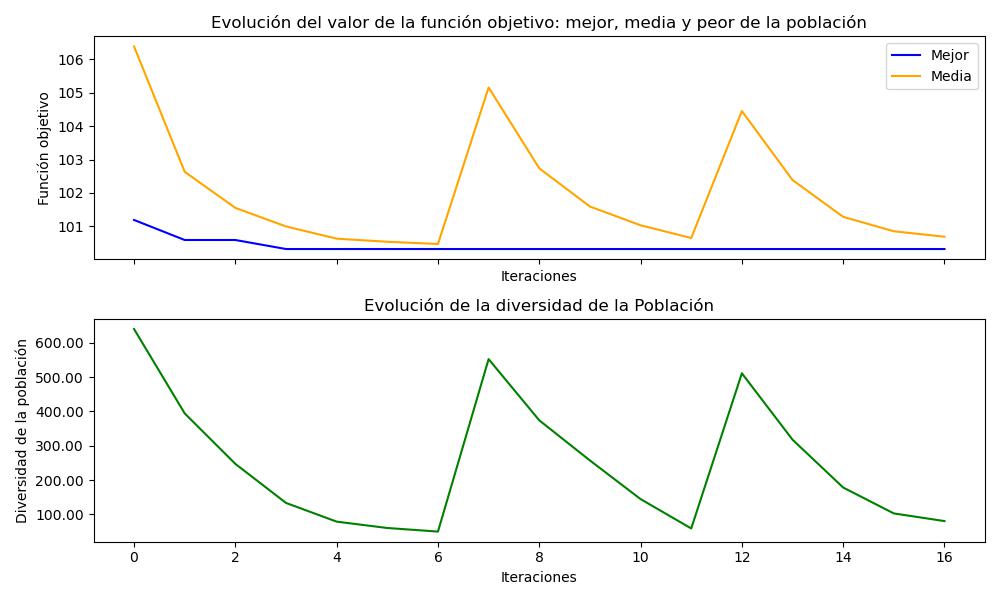 Evolución del valor de la función objetivo: mejor, media y peor de la población
Mejor
Media
Función objetivo
106
105
104
103
102
101
Iteraciones
Evolución de la diversidad de la Población
Diversidad de la población
600.00
500.00
400.00
300.00
200.00
100.00
0 2 4 6 8 10 12 14 16
Iteraciones